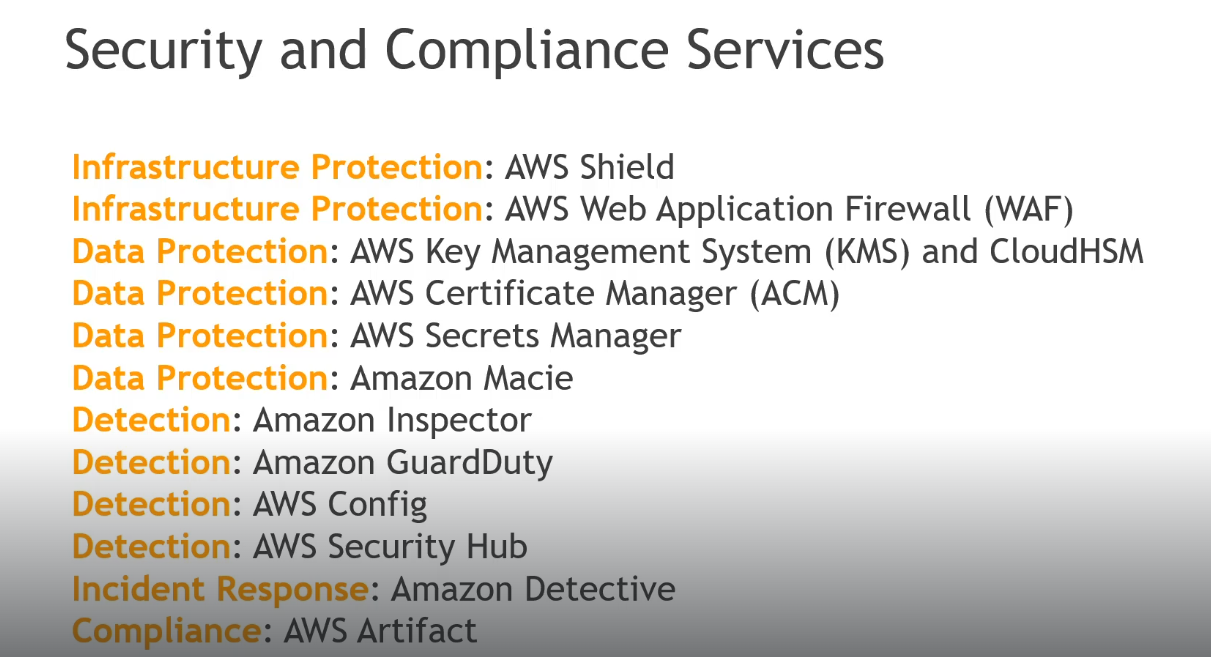 Security and Compliance Services
Infrastructure Protection: AWS Shield
Infrastructure Protection: AWS Web Application Firewall (WAF)
Data Protection: AWS Key Management System (KMS) and CloudHSM
Data Protection: AWS Certificate Manager (ACM)
Data Protection: AWS Secrets Manager
Data Protection: Amazon Macie
Detection: Amazon Inspector
Detection: Amazon GuardDuty
Detection: AWS Config
Detection: AWS Security Hub
Incident Response: Amazon Detective
Compliance: AWS Artifact